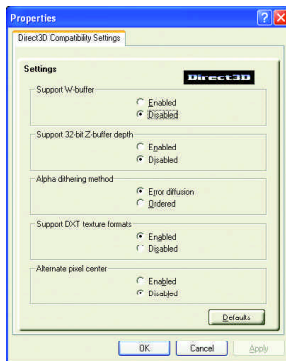 Properties
Direct3D Compatibility Settings
Settings
Direct3D
Support W-buffer
Enabled
Disabled
Support 32-bit Z-buffer depth
Enabled
Disabled
Alpha dithering method
Error diffusion
Ordered
Support DXT texture formats
Enabled
Disabled
Alternate pixel center
Enabled
Disabled
Defaults
OK
Cancel
Apply